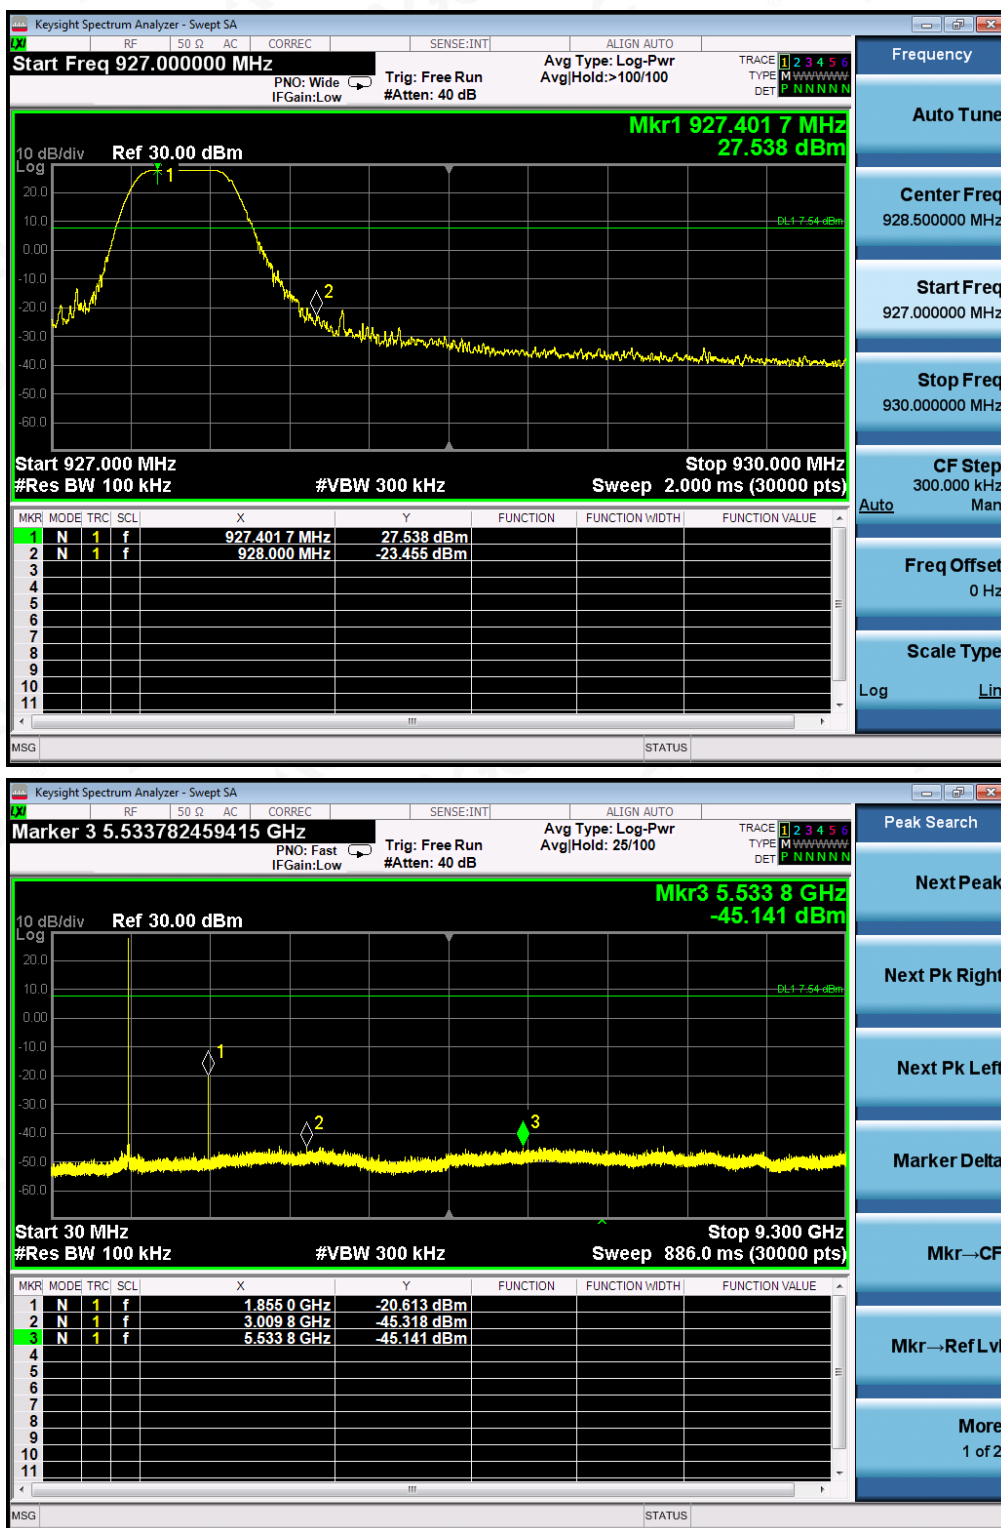 Keysight Spectrum Analyzer - Swept SA
LXI RF 50 Ω AC CORREC SENSE:INT ALIGN AUTO
Start Freq 927.000000 MHz
PNO: Wide
IFGain:Low
Trig: Free Run
#Atten: 40 dB
Avg Type: Log-Pwr
Avg|Hold:>100/100
TRACE 1 2 3 4 5 6
TYPE M WWWWW
DET P N N N N N
Mkr1 927.401 7 MHz
27.538 dBm
10 dB/div Ref 30.00 dBm
Log
20.0
10.0
0.00
-10.0
-20.0
-30.0
-40.0
-50.0
-60.0
1
2
DL1 7.54 dBm
Start 927.000 MHz Stop 930.000 MHz
#Res BW 100 kHz #VBW 300 kHz Sweep 2.000 ms (30000 pts)
MKR MODE TRC SCL X Y FUNCTION FUNCTION WIDTH FUNCTION VALUE
1 N 1 f 927.401 7 MHz 27.538 dBm
2 N 1 f 928.000 MHz -23.455 dBm
3
4
5
6
7
8
9
10
11
MSG STATUS
Frequency
Auto Tune
Center Freq
928.500000 MHz
Start Freq
927.000000 MHz
Stop Freq
930.000000 MHz
CF Step
300.000 kHz
Auto Man
Freq Offset
0 Hz
Scale Type
Log Lin
Keysight Spectrum Analyzer - Swept SA
LXI RF 50 Ω AC CORREC SENSE:INT ALIGN AUTO
Marker 3 5.533782459415 GHz
PNO: Fast
IFGain:Low
Trig: Free Run
#Atten: 40 dB
Avg Type: Log-Pwr
Avg|Hold: 25/100
TRACE 1 2 3 4 5 6
TYPE M WWWWW
DET P N N N N N
Mkr3 5.533 8 GHz
-45.141 dBm
10 dB/div Ref 30.00 dBm
Log
20.0
10.0
0.00
-10.0
-20.0
-30.0
-40.0
-50.0
-60.0
1
2
3
DL1 7.54 dBm
Start 30 MHz Stop 9.300 GHz
#Res BW 100 kHz #VBW 300 kHz Sweep 886.0 ms (30000 pts)
MKR MODE TRC SCL X Y FUNCTION FUNCTION WIDTH FUNCTION VALUE
1 N 1 f 1.855 0 GHz -20.613 dBm
2 N 1 f 3.009 8 GHz -45.318 dBm
3 N 1 f 5.533 8 GHz -45.141 dBm
4
5
6
7
8
9
10
11
MSG STATUS
Peak Search
Next Peak
Next Pk Right
Next Pk Left
Marker Delta
Mkr→CF
Mkr→Ref Lvl
More
1 of 2